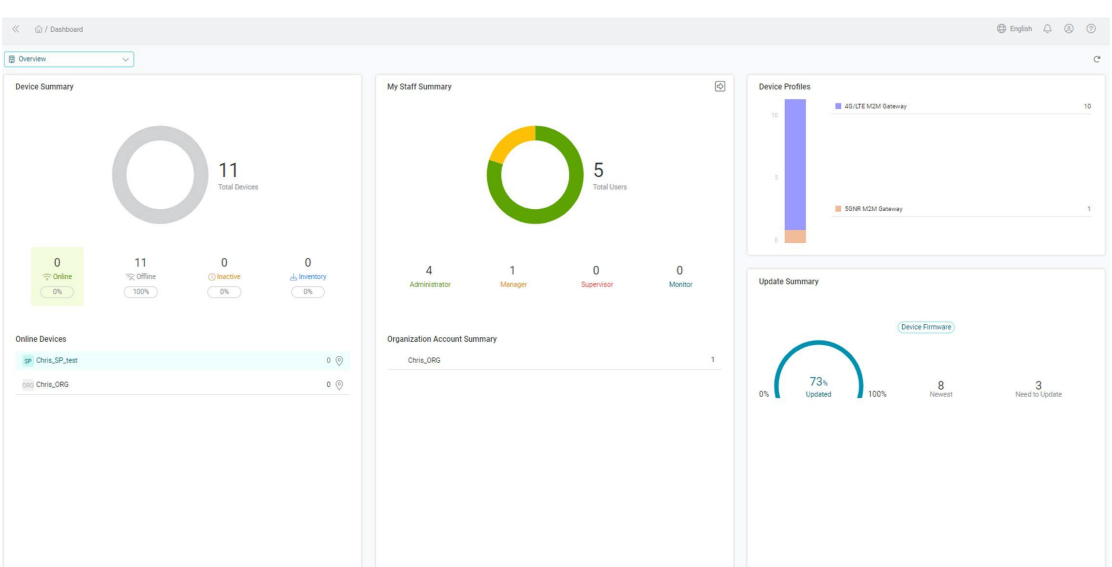 / Dashboard
English
Overview
Device Summary
11
Total Devices
0
Online
0%
11
Offline
100%
0
Inactive
0%
0
Inventory
0%
Online Devices
SP Chris_SP_test 0
ORG Chris_ORG 0
My Staff Summary
5
Total Users
4
Administrator
1
Manager
0
Supervisor
0
Monitor
Organization Account Summary
Chris_ORG 1
Device Profiles
10
5
0
4G/LTE M2M Gateway 10
5GNR M2M Gateway 1
Update Summary
Device Firmware
0%
73%
Updated
100%
8
Newest
3
Need to Update